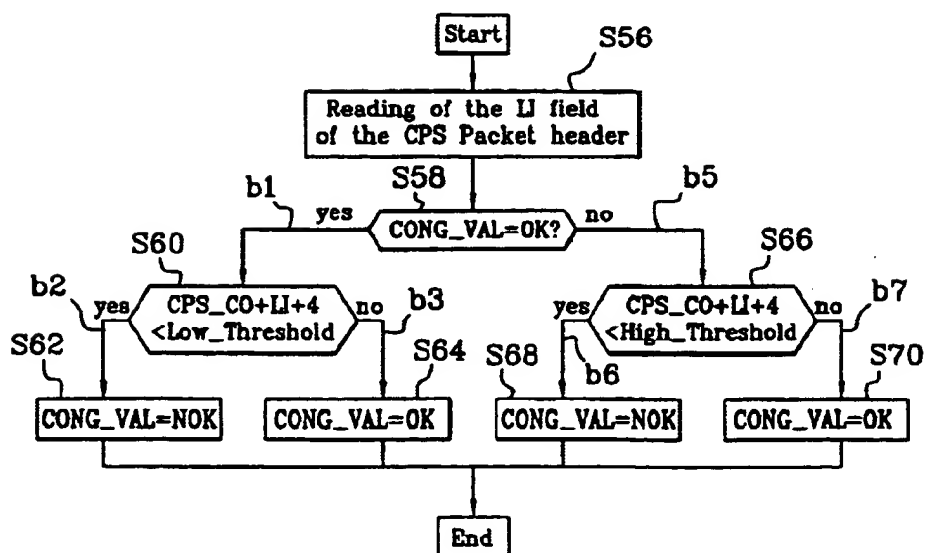 Start
S56
Reading of the LI field
of the CPS Packet header
S58
b1
yes
CONG_VAL=OK?
no
b5
S60
S66
b2
yes
CPS_CO+LI+4
<Low_Threshold
no
b3
yes
CPS_CO+LI+4
<High_Threshold
no
b7
S62
S64
S68
b6
S70
CONG_VAL=NOK
CONG_VAL=OK
CONG_VAL=NOK
CONG_VAL=OK
End